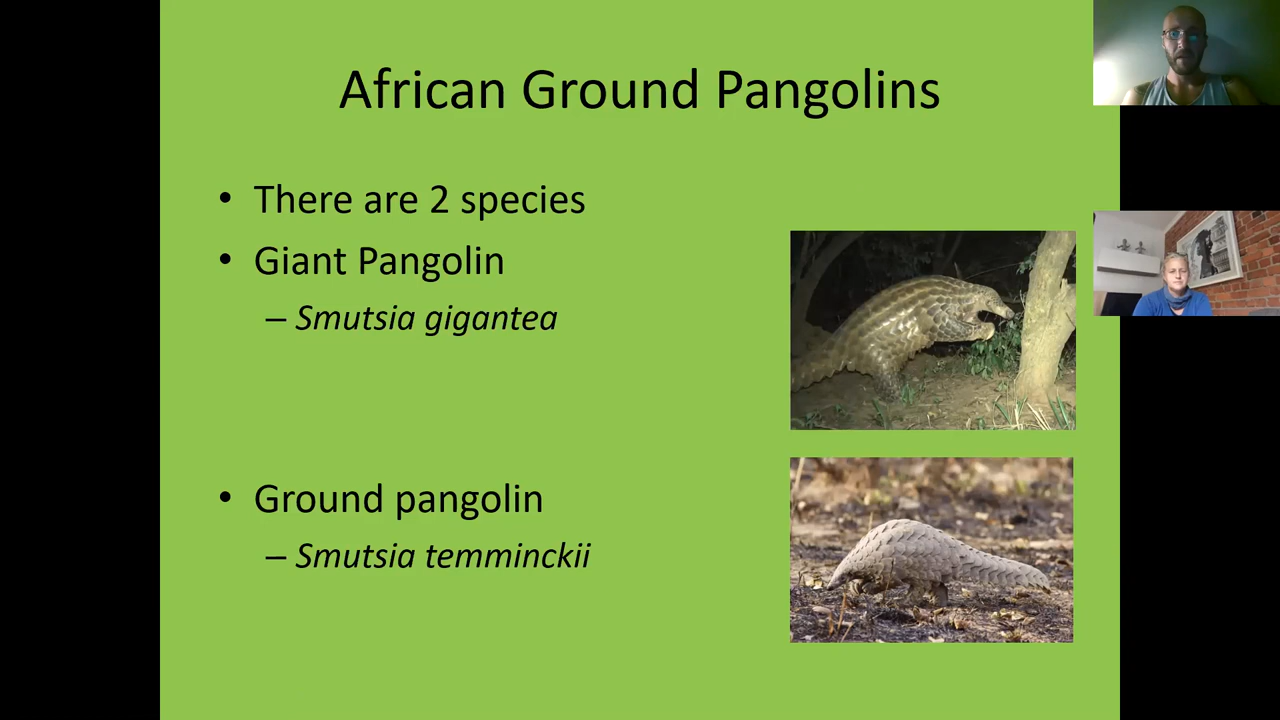 African Ground Pangolins
• There are 2 species
• Giant Pangolin
– Smutsia gigantea
• Ground pangolin
– Smutsia temminckii